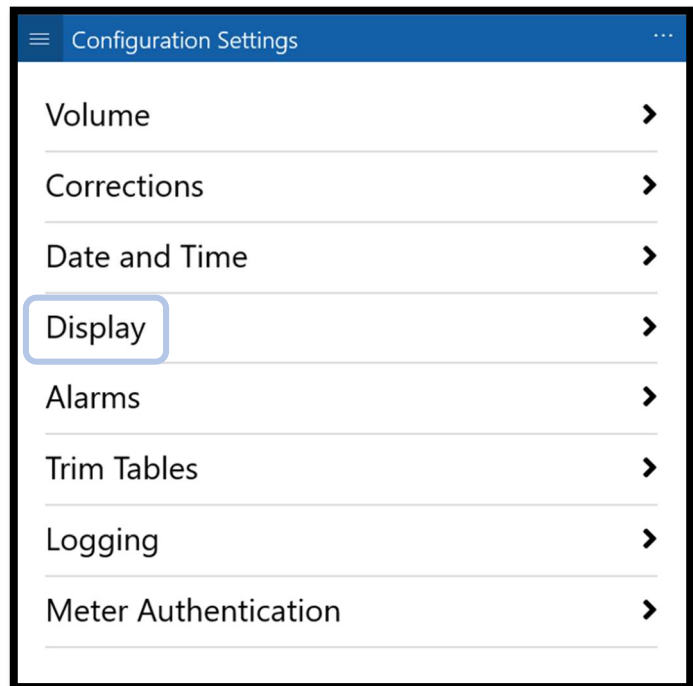 Configuration Settings
Volume
Corrections
Date and Time
Display
Alarms
Trim Tables
Logging
Meter Authentication